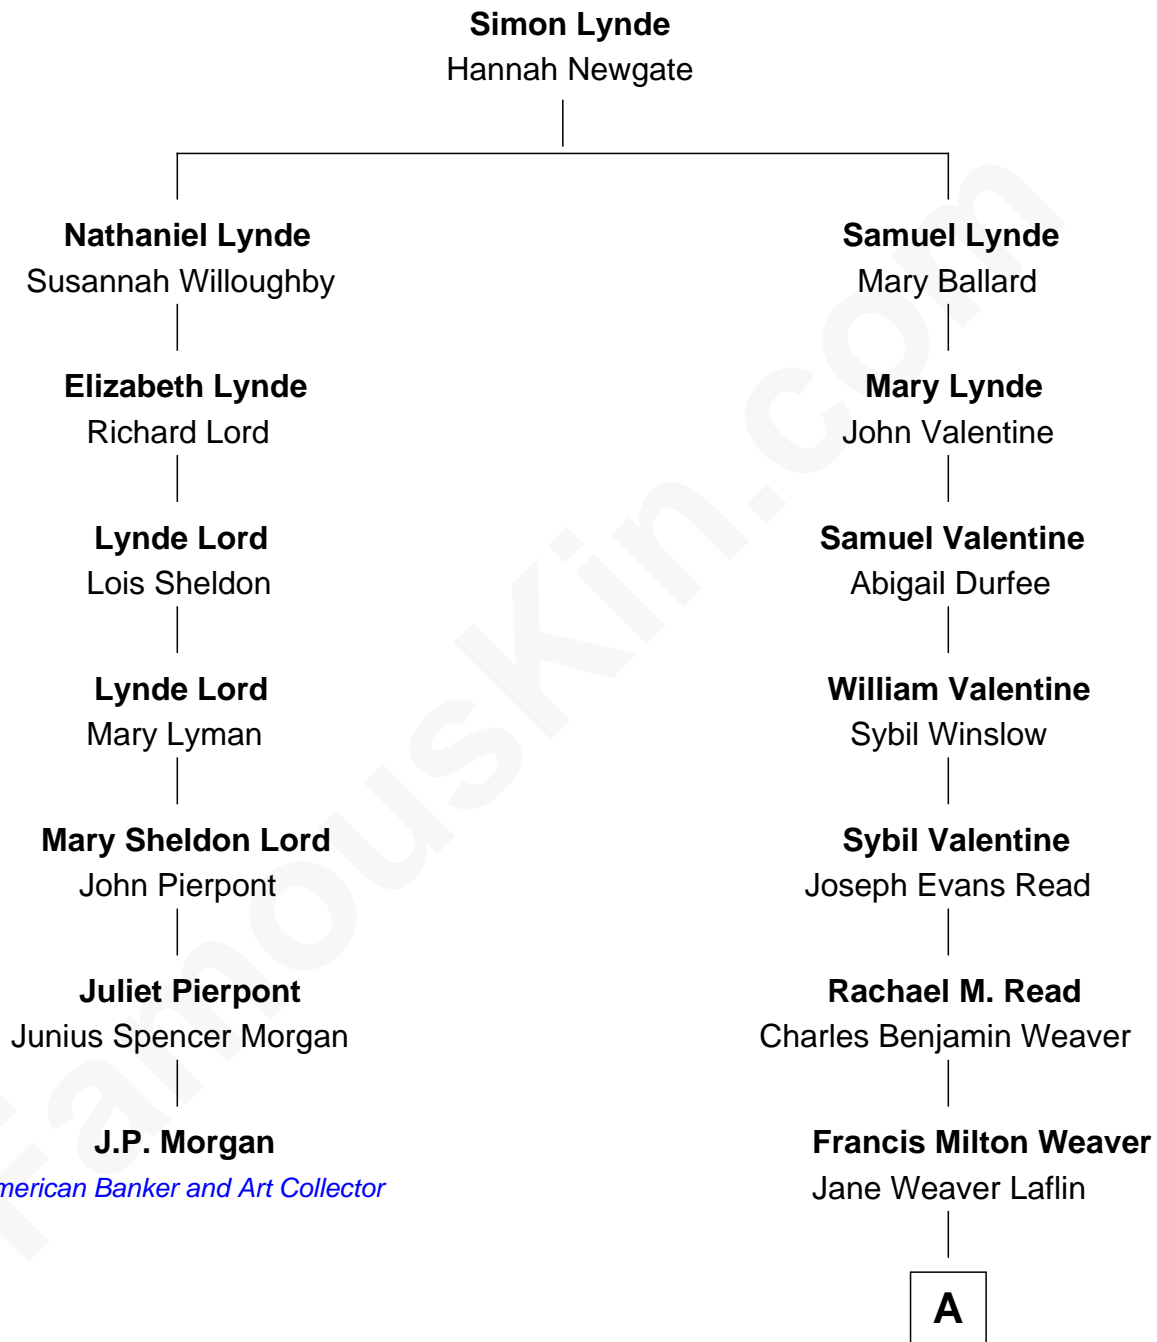 Simon Lynde
Hannah Newgate
Nathaniel Lynde
Susannah Willoughby
Samuel Lynde
Mary Ballard
Elizabeth Lynde
Richard Lord
Mary Lynde
John Valentine
Lynde Lord
Lois Sheldon
Samuel Valentine
Abigail Durfee
Lynde Lord
Mary Lyman
William Valentine
Sybil Winslow
Mary Sheldon Lord
John Pierpont
Sybil Valentine
Joseph Evans Read
Juliet Pierpont
Junius Spencer Morgan
Rachael M. Read
Charles Benjamin Weaver
J.P. Morgan
merican Banker and Art Collector
Francis Milton Weaver
Jane Weaver Laflin
A
FamousKin.com